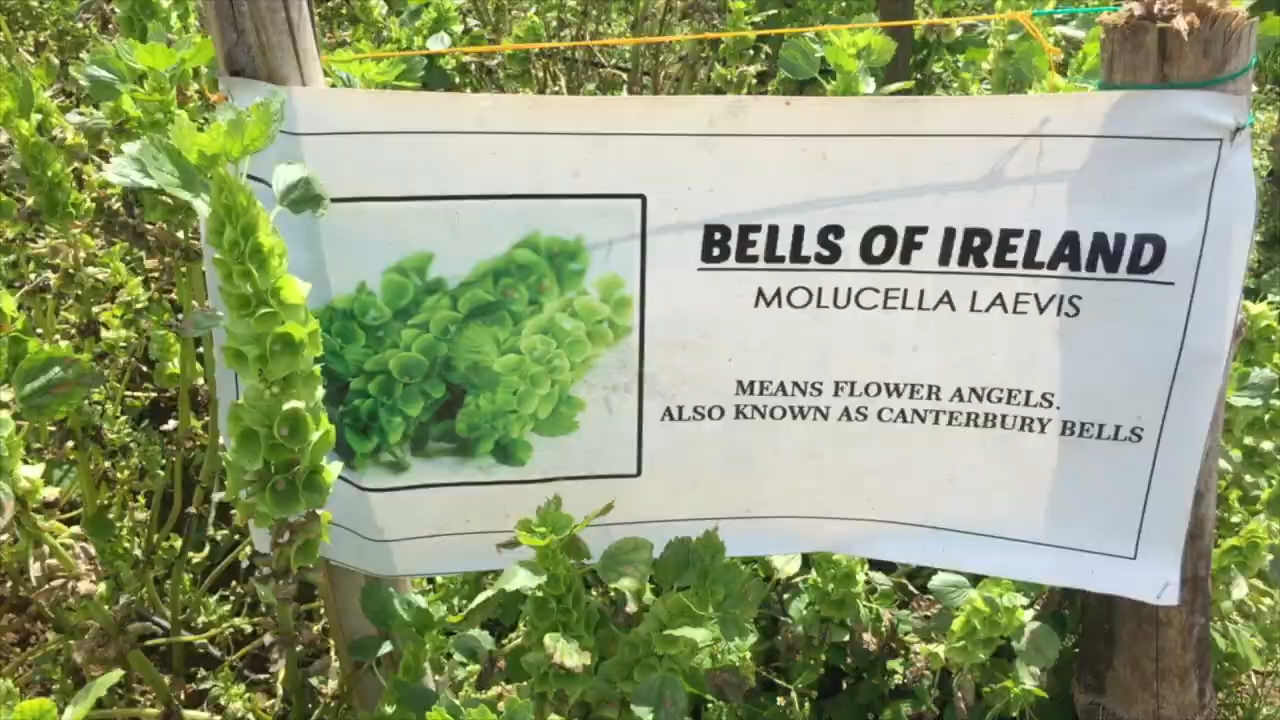 BELLS OF IRELAND
MOLUCELLA LAEVIS
MEANS FLOWER ANGELS.
ALSO KNOWN AS CANTERBURY BELLS